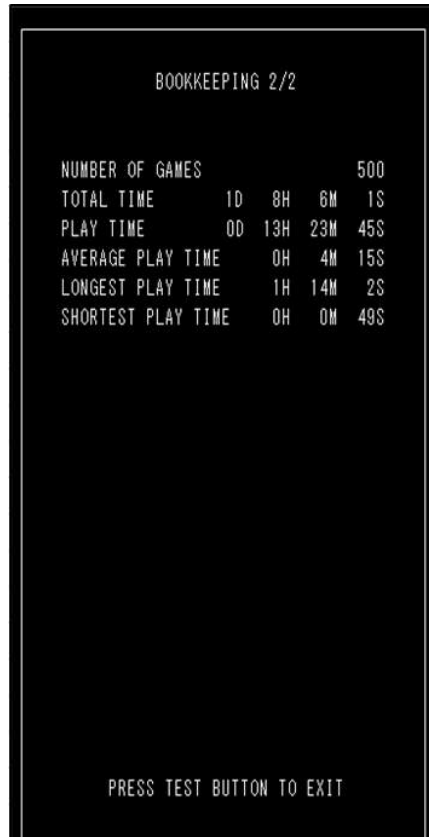 BOOKKEEPING 2/2
NUMBER OF GAMES 500
TOTAL TIME 1D 8H 6M 1S
PLAY TIME 0D 13H 23M 45S
AVERAGE PLAY TIME 0H 4M 15S
LONGEST PLAY TIME 1H 14M 2S
SHORTEST PLAY TIME 0H 0M 49S
PRESS TEST BUTTON TO EXIT